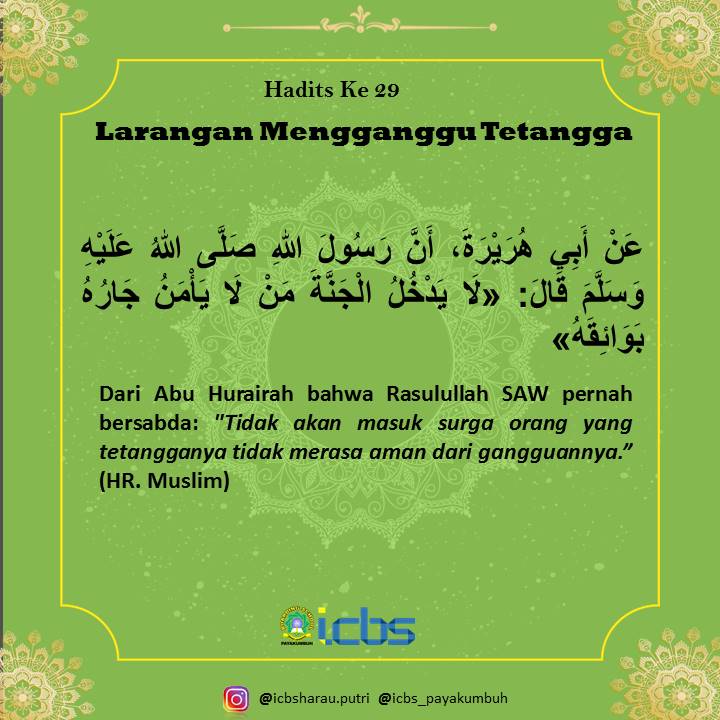 Hadits Ke 29
Larangan Mengganggu Tetangga
عَنْ أَبِي هُرَيْرَةَ، أَنَّ رَسُولَ اللهِ صَلَّى اللهُ عَلَيْهِ
وَسَلَّمَ قَالَ: «لَا يَدْخُلُ الْجَنَّةَ مَنْ لَا يَأْمَنُ جَارُهُ
بَوَائِقَهُ»
Dari Abu Hurairah bahwa Rasulullah SAW pernah
bersabda: "Tidak akan masuk surga orang yang
tetangganya tidak merasa aman dari gangguannya.”
(HR. Muslim)
PAYAKUMBUH
icbs
@icbsharau.putri @icbs_payakumbuh